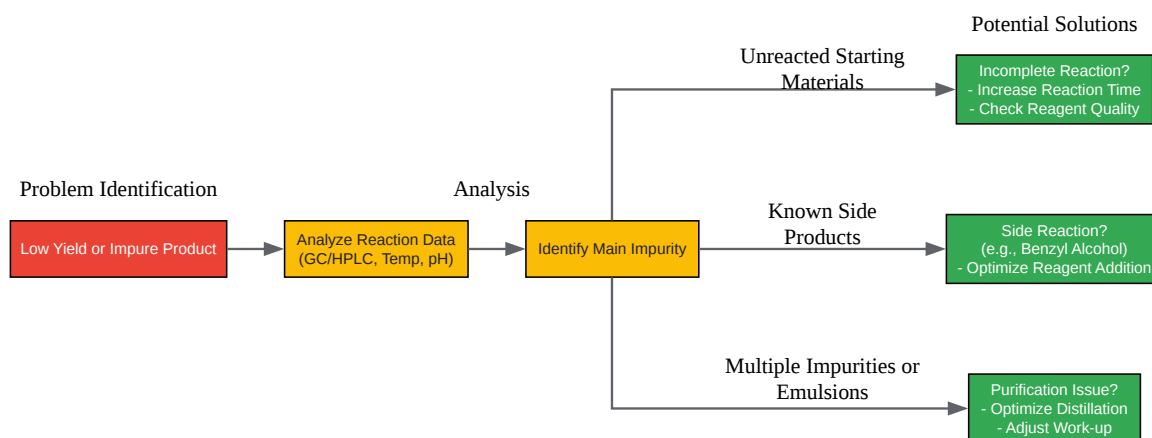 Potential Solutions
Unreacted Starting
Materials
Incomplete Reaction?
- Increase Reaction Time
- Check Reagent Quality
Problem Identification
Analysis
Low Yield or Impure Product
Analyze Reaction Data
(GC/HPLC, Temp, pH)
Identify Main Impurity
Known Side
Products
Side Reaction?
(e.g., Benzyl Alcohol)
- Optimize Reagent Addition
Multiple Impurities or
Emulsions
Purification Issue?
- Optimize Distillation
- Adjust Work-up